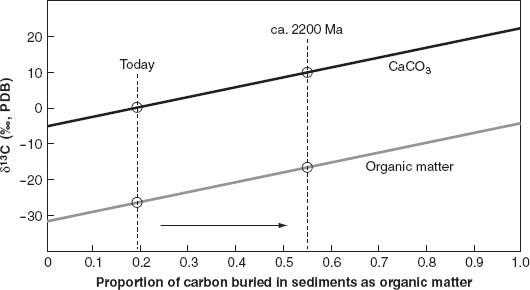 ca. 2200 Ma
Today
CaCO₃
Organic matter
δ¹³C (‰, PDB)
20
10
0
−10
−20
−30
0 0.1 0.2 0.3 0.4 0.5 0.6 0.7 0.8 0.9 1.0
Proportion of carbon buried in sediments as organic matter